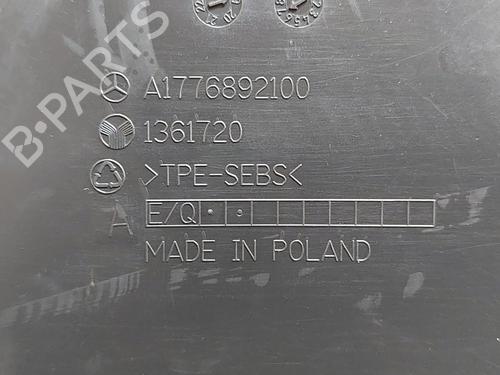 A1776892100
1361720
>TPE-SEBS<
A E/Q
MADE IN POLAND
B-PARTS